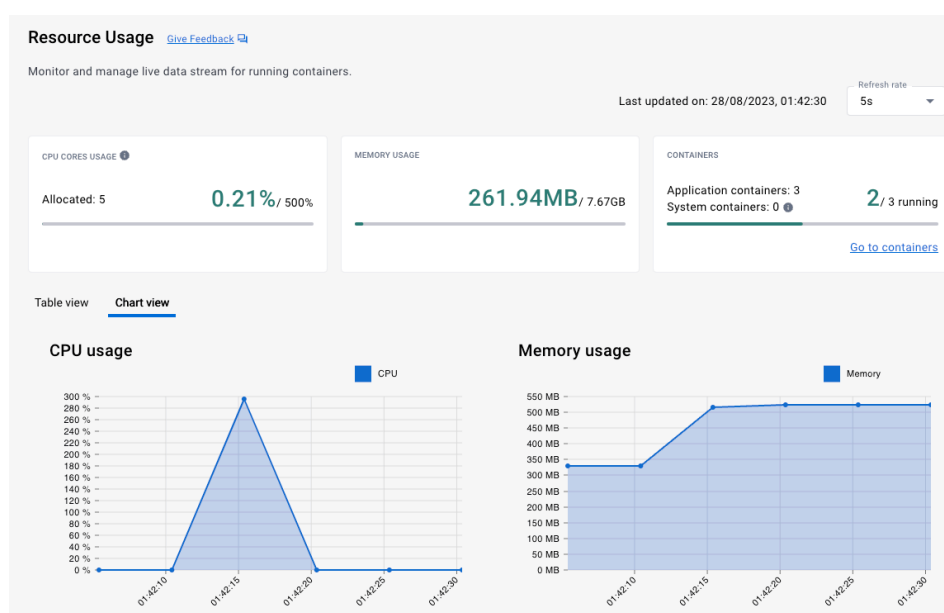 Resource Usage Give Feedback
Monitor and manage live data stream for running containers.
Last updated on: 28/08/2023, 01:42:30
Refresh rate
5s
CPU CORES USAGE
Allocated: 5
0.21% / 500%
MEMORY USAGE
261.94MB / 7.67GB
CONTAINERS
Application containers: 3
System containers: 0
2 / 3 running
Go to containers
Table view Chart view
CPU usage
CPU
300 %
280 %
260 %
240 %
220 %
200 %
180 %
160 %
140 %
120 %
100 %
80 %
60 %
40 %
20 %
0 %
01:42:10
01:42:15
01:42:20
01:42:25
01:42:30
Memory usage
Memory
550 MB
500 MB
450 MB
400 MB
350 MB
300 MB
250 MB
200 MB
150 MB
100 MB
50 MB
0 MB
01:42:10
01:42:15
01:42:20
01:42:25
01:42:30